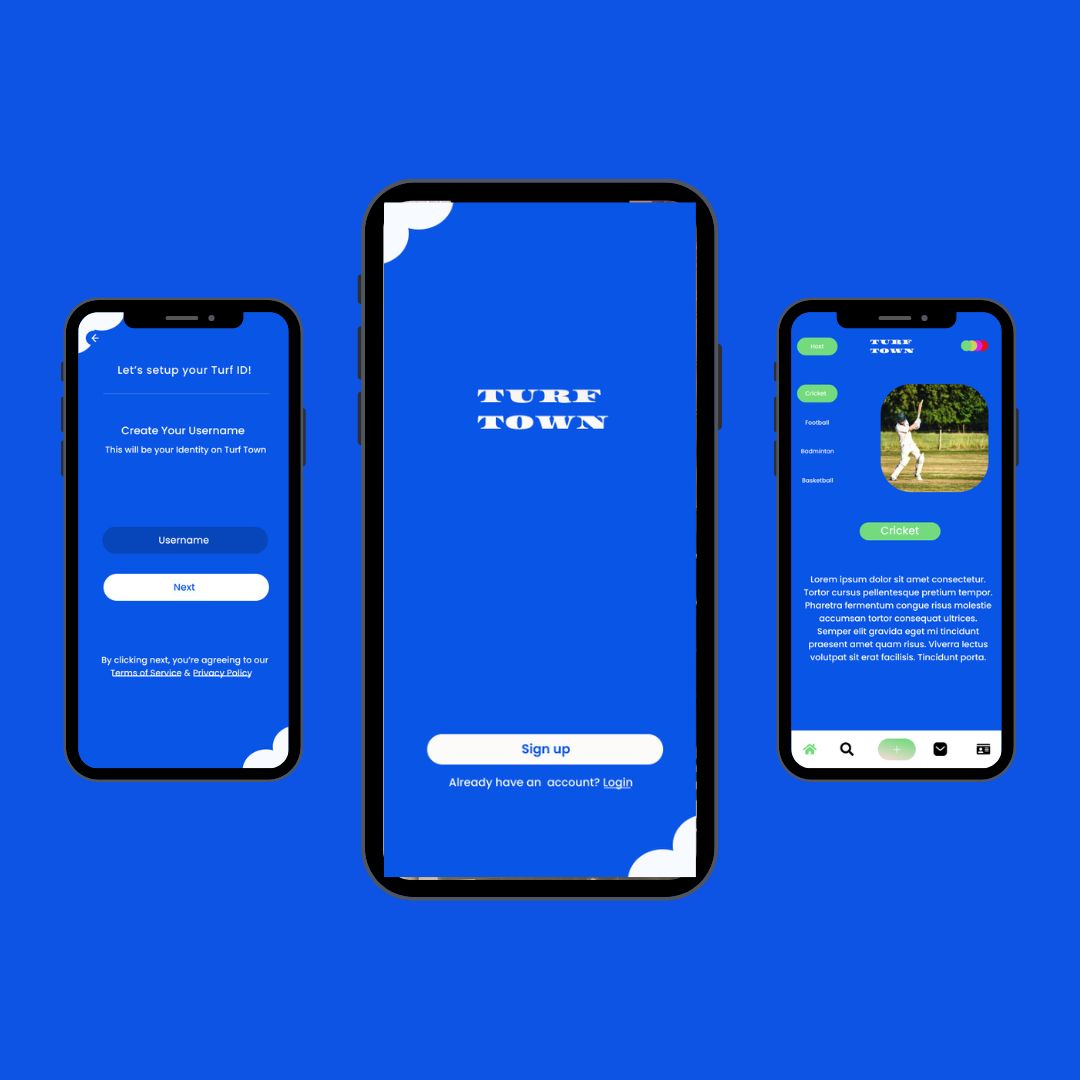 Let's setup your Turf ID!
Create Your Username
This will be your Identity on Turf Town
Username
Next
By clicking next, you're agreeing to our
Terms of Service & Privacy Policy
TURF
TOWN
Sign up
Already have an account? Login
Host
TURF
TOWN
Cricket
Football
Badminton
Basketball
Cricket
Lorem ipsum dolor sit amet consectetur.
Tortor cursus pellentesque pretium tempor.
Pharetra fermentum congue risus molestie
accumsan tortor consequat ultrices.
Semper elit gravida eget mi tincidunt
praesent amet quam risus. Viverra lectus
volutpat sit erat facilisis. Tincidunt porta.